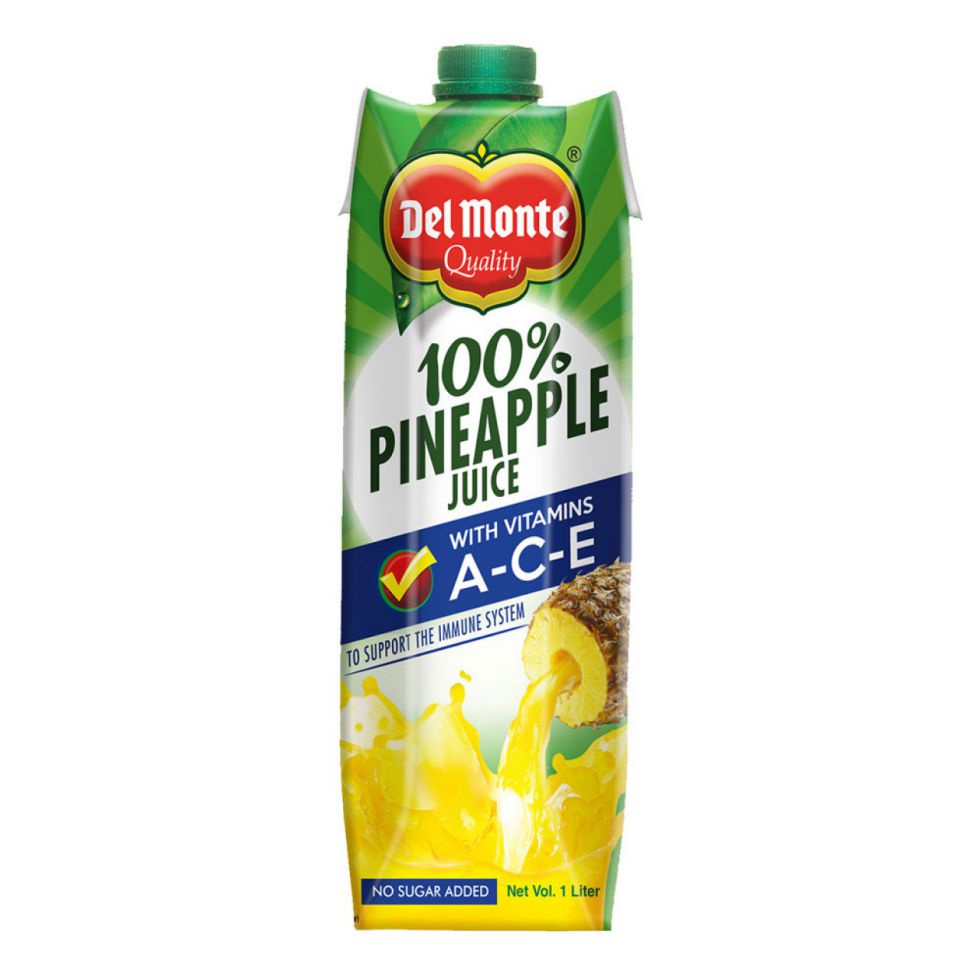 ®
Del Monte
Quality
100%
PINEAPPLE
JUICE
WITH VITAMINS
A-C-E
TO SUPPORT THE IMMUNE SYSTEM
NO SUGAR ADDED
Net Vol. 1 Liter